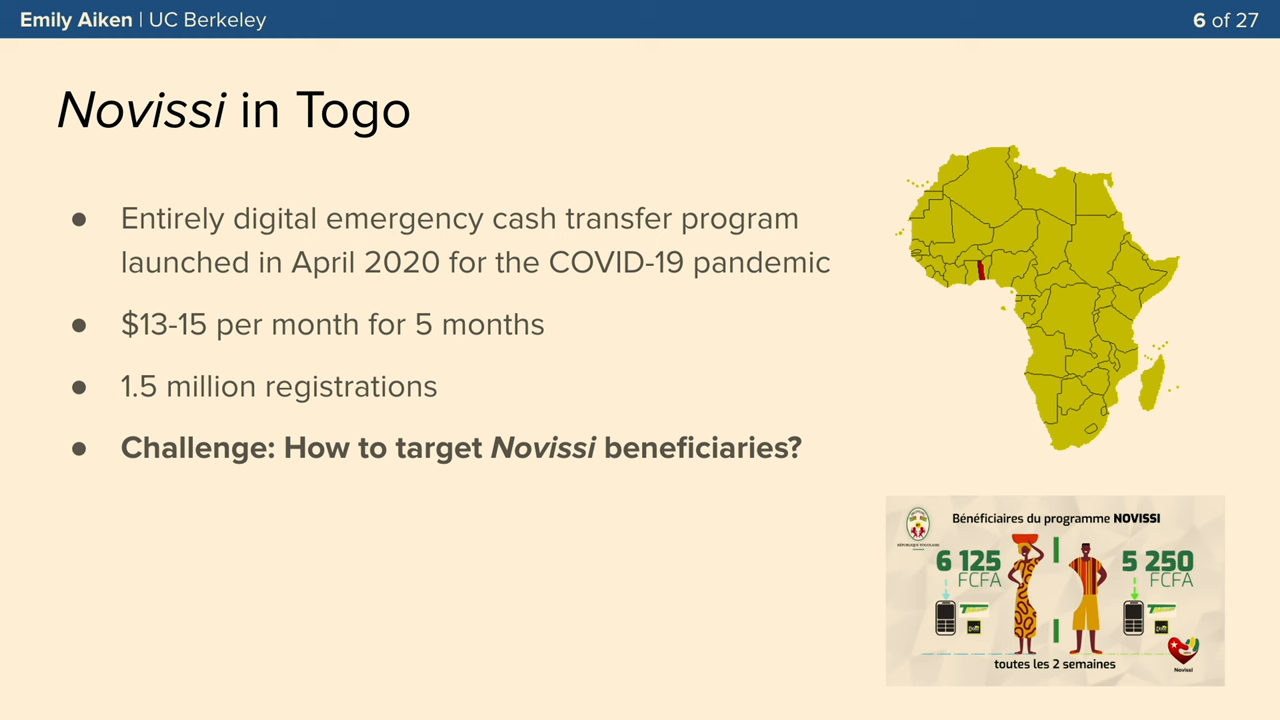 Emily Aiken | UC Berkeley
6 of 27
Novissi in Togo
● Entirely digital emergency cash transfer program
launched in April 2020 for the COVID-19 pandemic
● $13-15 per month for 5 months
● 1.5 million registrations
● Challenge: How to target Novissi beneficiaries?
Bénéficiaires du programme NOVISSI
RÉPUBLIQUE TOGOLAISE
6 125
FCFA
5 250
FCFA
toutes les 2 semaines
Novissi